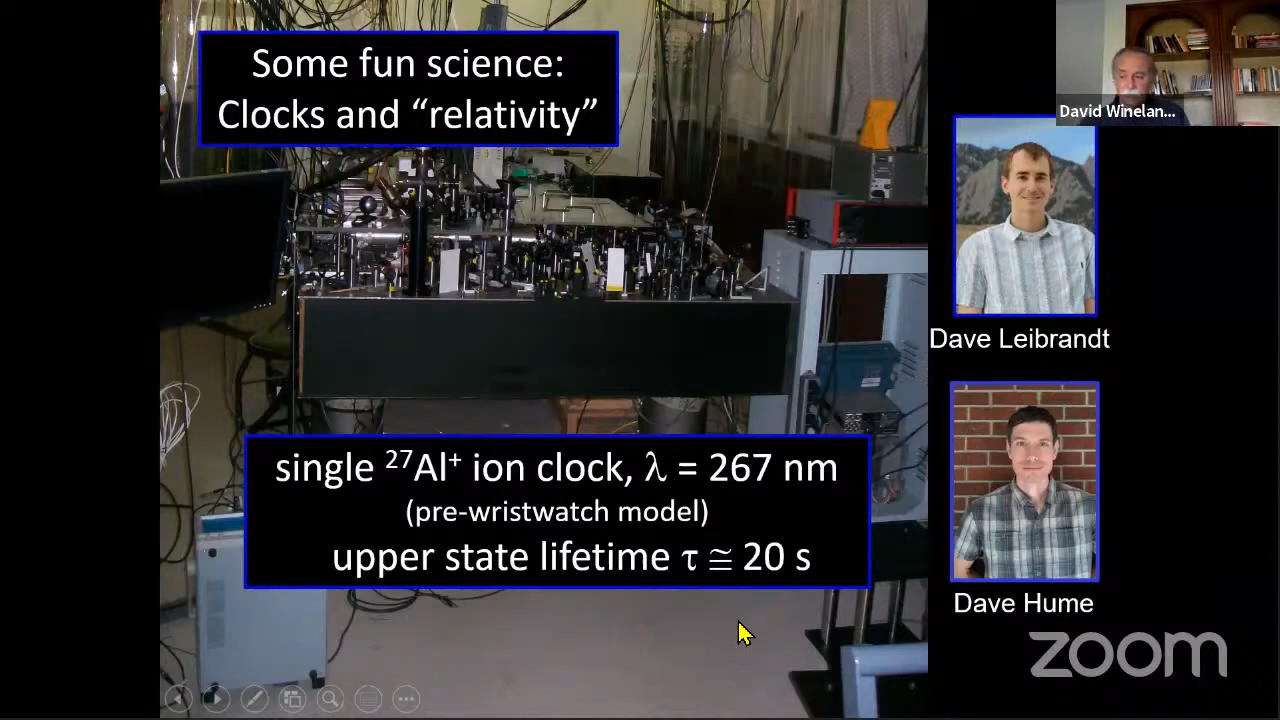 Some fun science:
Clocks and “relativity”
David Winelan...
Dave Leibrandt
single ²⁷Al⁺ ion clock, λ = 267 nm
(pre-wristwatch model)
upper state lifetime τ ≅ 20 s
Dave Hume
zoom